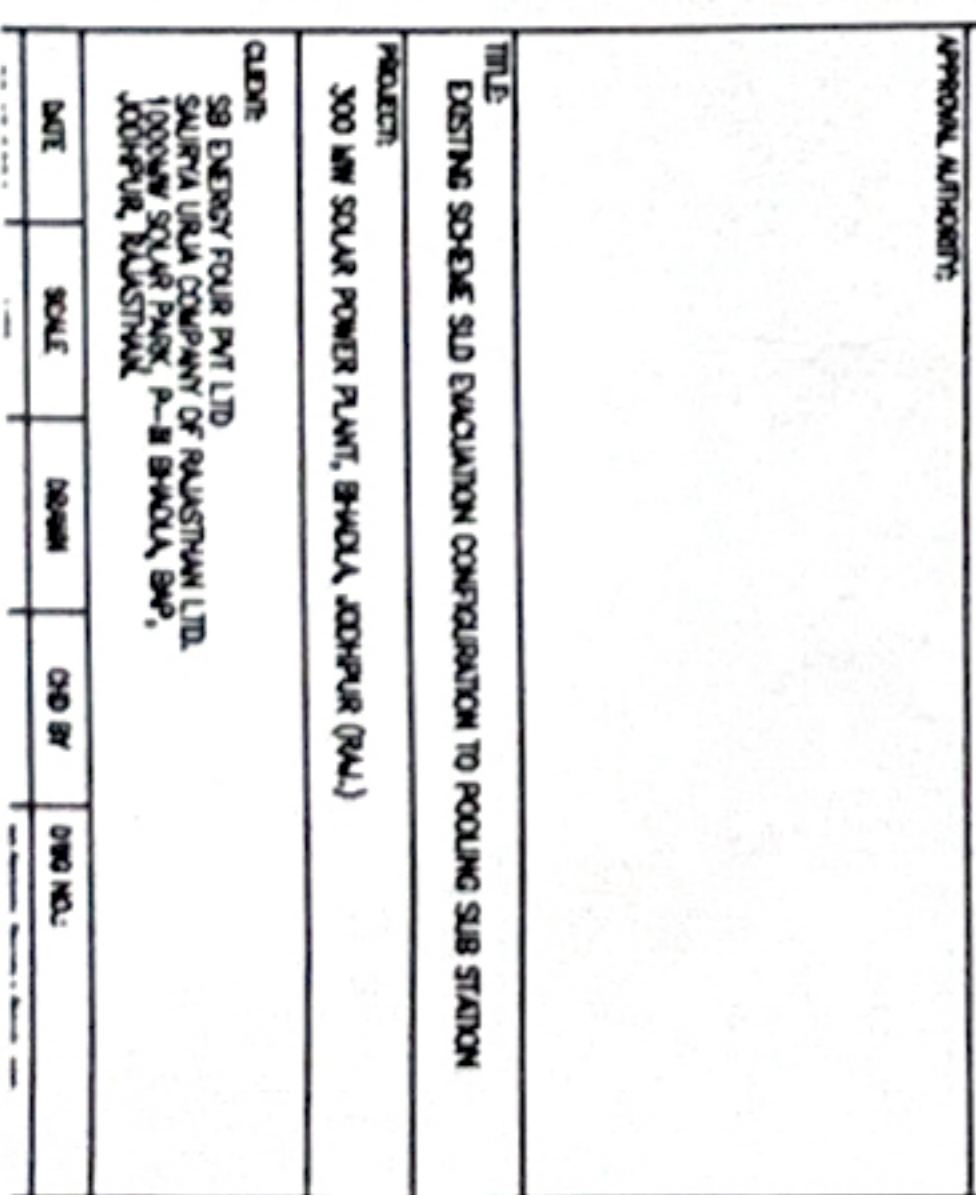 APPROVAL AUTHORITY:
TITLE:
EXISTING SCHEME SLD EVACUATION CONFIGURATION TO POOLING SUB STATION
PROJECT:
300 MW SOLAR POWER PLANT, BHADLA, JODHPUR (RAJ.)
CLIENT:
SB ENERGY FOUR PVT LTD
SAURYA URJA COMPANY OF RAJASTHAN LTD.
1000MW SOLAR PARK, P-III BHADLA, BAP,
JODHPUR, RAJASTHAN.
DATE SCALE DRAWN CHD BY DWG NO.: